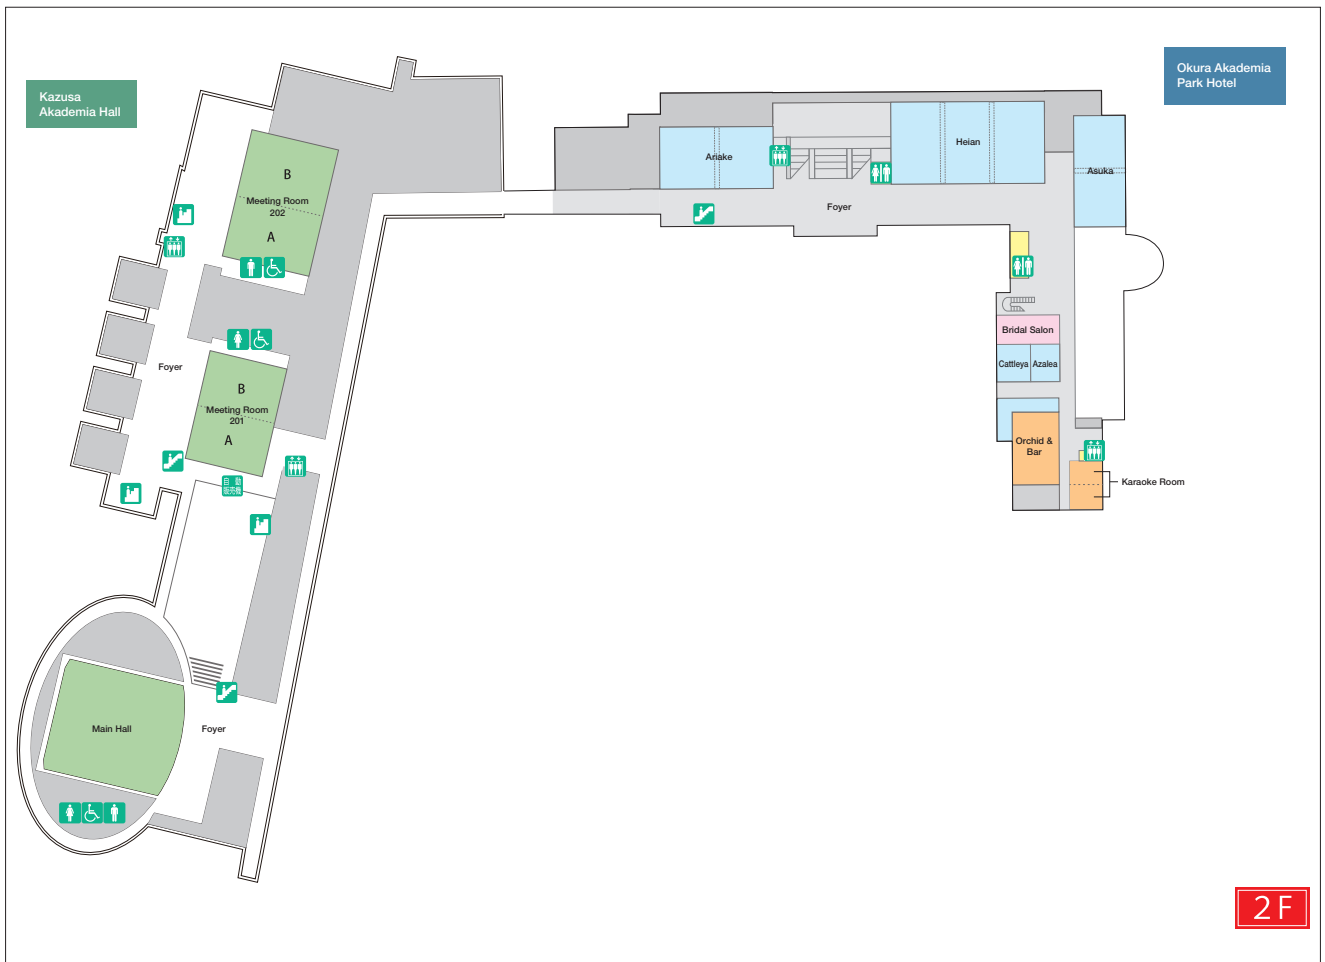 Kazusa
Akademia Hall
Okura Akademia
Park Hotel
B
Meeting Room
202
A
Ariake
Heian
Asuka
Foyer
Foyer
Bridal Salon
Cattleya
Azalea
B
Meeting Room
201
A
Orchid &
Bar
Karaoke Room
自 動
販売機
Main Hall
Foyer
2F